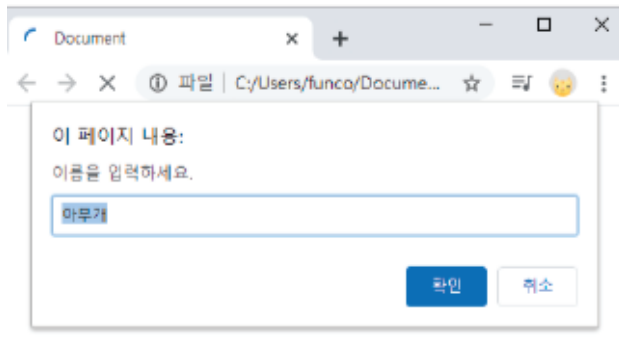 Document
파일 | C:/Users/funco/Docume...
이 페이지 내용:
이름을 입력하세요.
아무개
확인 취소